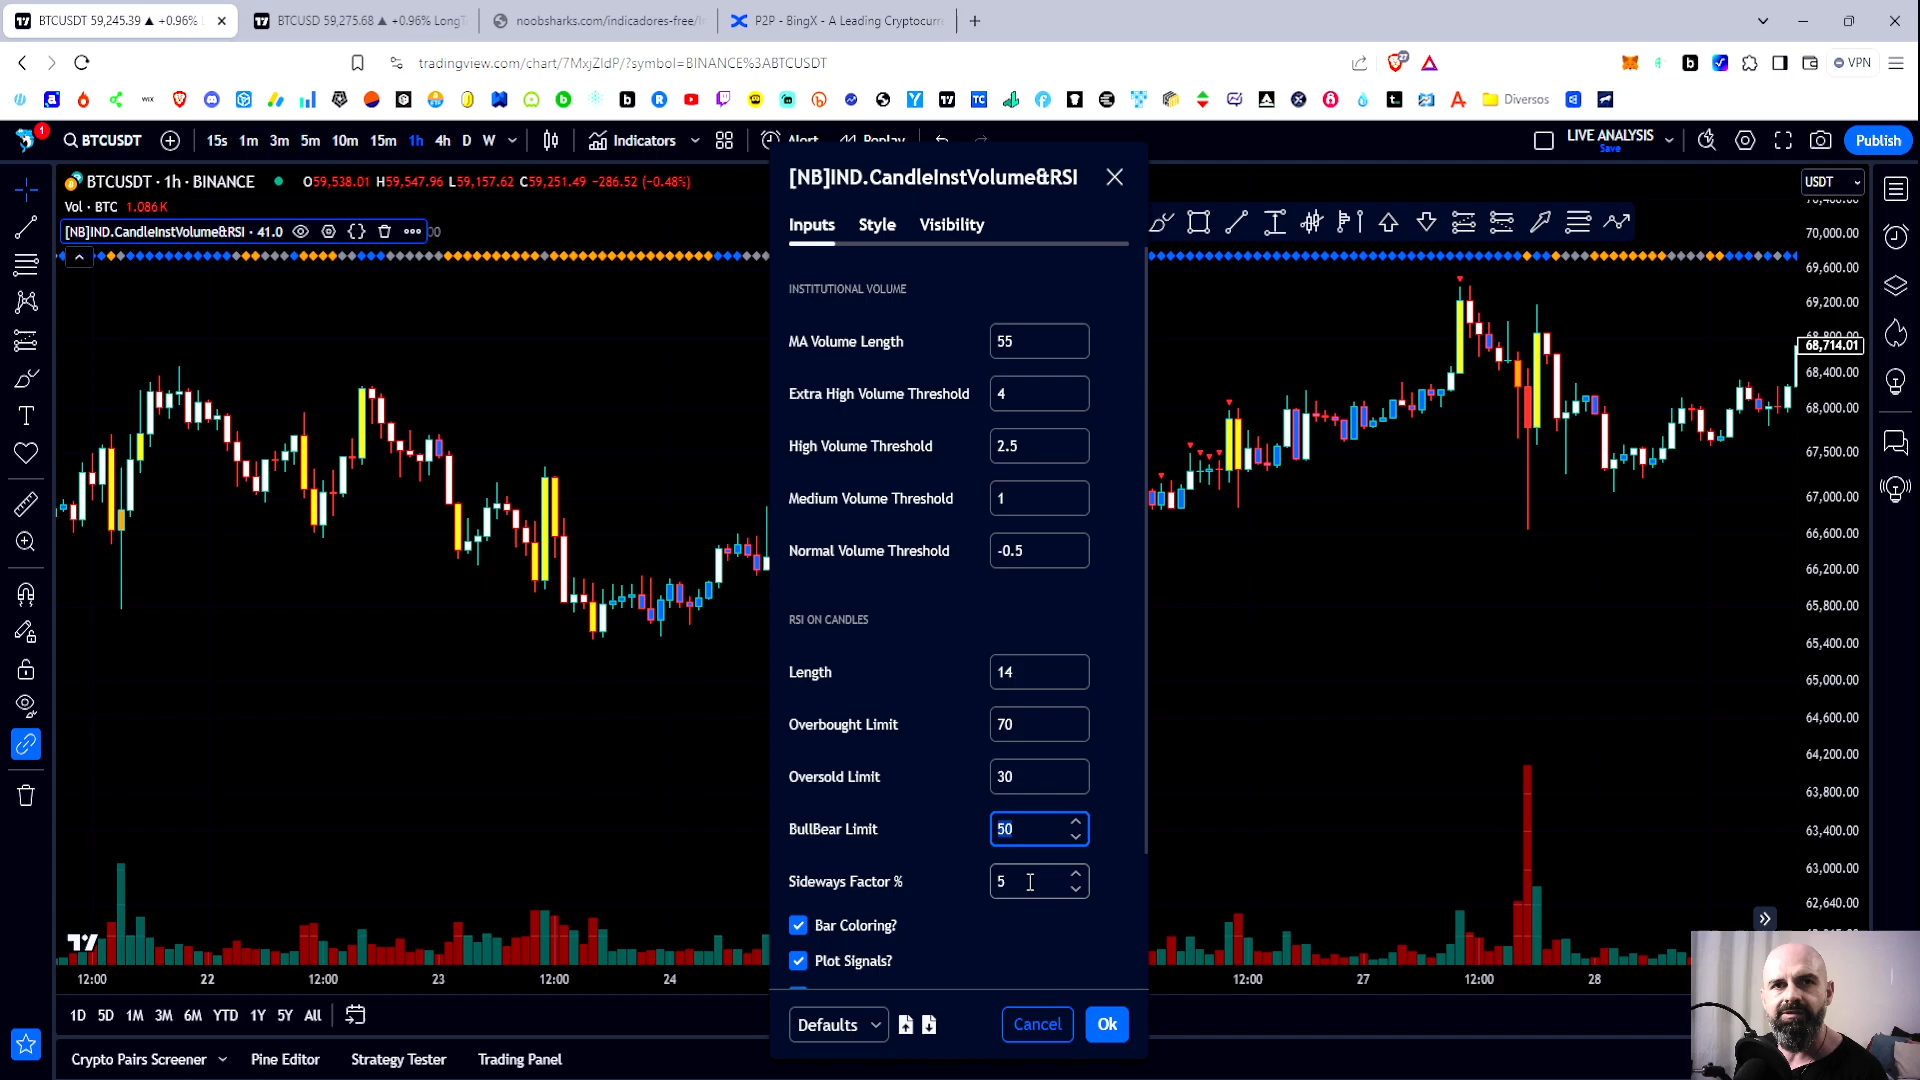 BTCUSDT 59,245.39 ▲ +0.96%
BTCUSD 59,275.68 ▲ +0.96% LongT
noobsharks.com/indicadores-free/i
P2P - BingX - A Leading Cryptocurr
tradingview.com/chart/7MxjZIdP/?symbol=BINANCE%3ABTCUSDT
VPN
Diversos
1
BTCUSDT
15s 1m 3m 5m 10m 15m 1h 4h D W
Indicators
Alert
Replay
LIVE ANALYSIS
Save
Publish
BTCUSDT · 1h · BINANCE
O59,538.01 H59,547.96 L59,157.62 C59,251.49 -286.52 (-0.48%)
Vol · BTC 1.086K
[NB]IND.CandleInstVolume&RSI · 41.0
[NB]IND.CandleInstVolume&RSI
Inputs Style Visibility
INSTITUTIONAL VOLUME
MA Volume Length 55
Extra High Volume Threshold 4
High Volume Threshold 2.5
Medium Volume Threshold 1
Normal Volume Threshold -0.5
RSI ON CANDLES
Length 14
Overbought Limit 70
Oversold Limit 30
BullBear Limit 50
Sideways Factor % 5
Bar Coloring?
Plot Signals?
Defaults
Cancel
Ok
USDT
70,000.00
69,600.00
69,200.00
68,800.00
68,714.01
68,400.00
68,000.00
67,500.00
67,000.00
66,600.00
66,200.00
65,800.00
65,400.00
65,000.00
64,600.00
64,200.00
63,800.00
63,400.00
63,000.00
62,640.00
12:00 22 12:00 23 12:00 24 12:00 27 12:00 28
1D 5D 1M 3M 6M YTD 1Y 5Y All
Crypto Pairs Screener
Pine Editor
Strategy Tester
Trading Panel